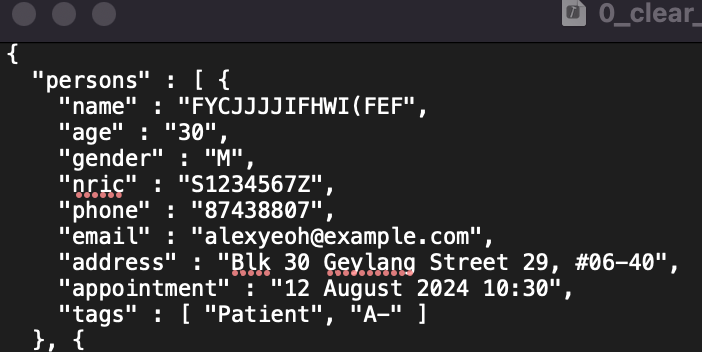 0_clear_
{
"persons" : [ {
"name" : "FYCJJJJIFHWI(FEF",
"age" : "30",
"gender" : "M",
"nric" : "S1234567Z",
"phone" : "87438807",
"email" : "alexyeoh@example.com",
"address" : "Blk 30 Geylang Street 29, #06-40",
"appointment" : "12 August 2024 10:30",
"tags" : [ "Patient", "A-" ]
}, {